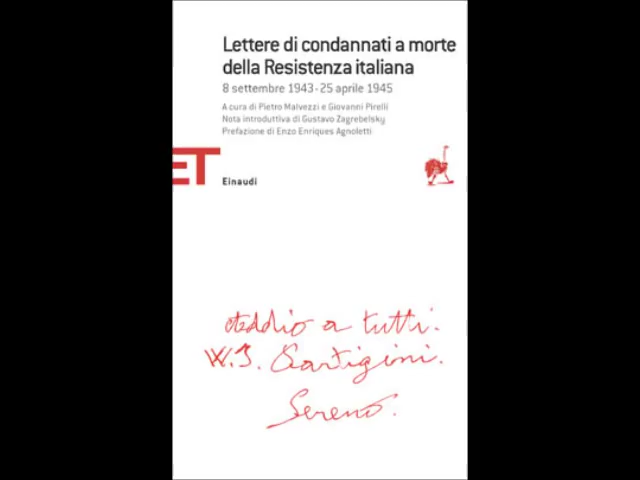 Lettere di condannati a morte
della Resistenza italiana
8 settembre 1943-25 aprile 1945
A cura di Pietro Malvezzi e Giovanni Pirelli
Nota introduttiva di Gustavo Zagrebelsky
Prefazione di Enzo Enriques Agnoletti
ET
Einaudi
addio a tutti.
W.
Sereno.